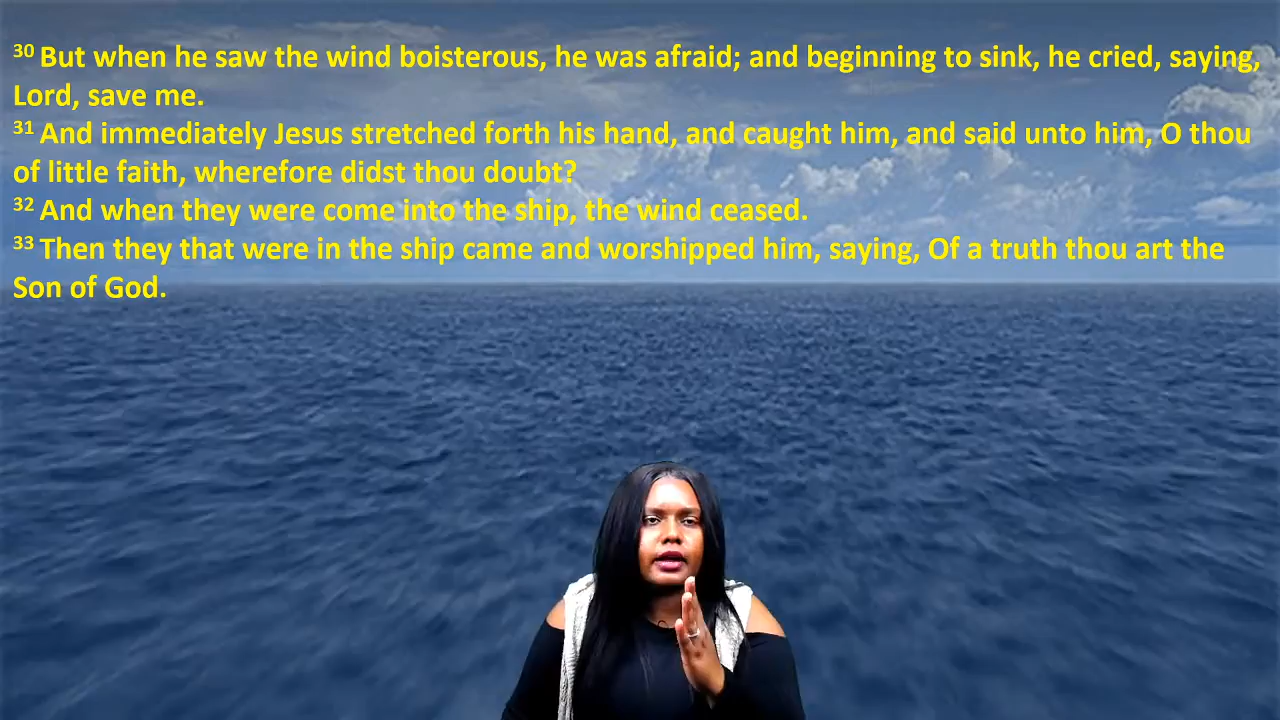 30 But when he saw the wind boisterous, he was afraid; and beginning to sink, he cried, saying,
Lord, save me.
31 And immediately Jesus stretched forth his hand, and caught him, and said unto him, O thou
of little faith, wherefore didst thou doubt?
32 And when they were come into the ship, the wind ceased.
33 Then they that were in the ship came and worshipped him, saying, Of a truth thou art the
Son of God.